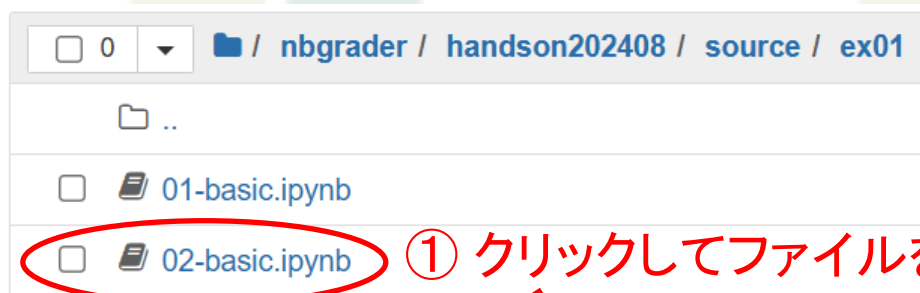 0 / nbgrader / handson202408 / source / ex01
..
01-basic.ipynb
02-basic.ipynb ① クリックしてファイルを